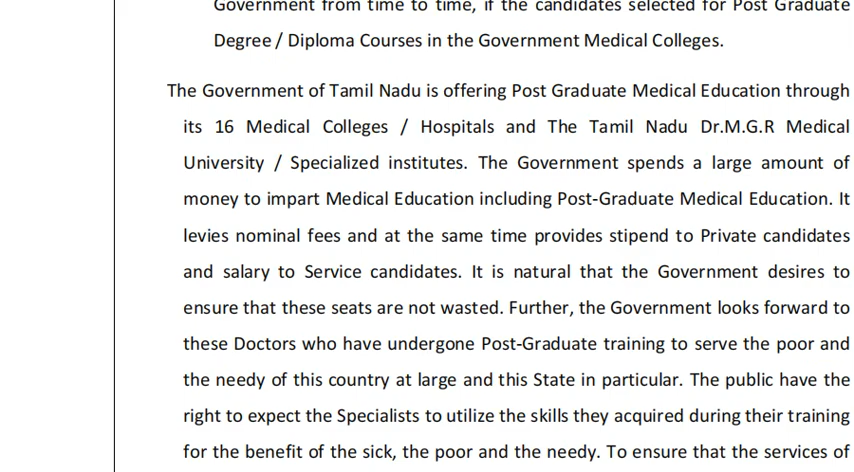 Government from time to time, if the candidates selected for Post Graduate
Degree / Diploma Courses in the Government Medical Colleges.
The Government of Tamil Nadu is offering Post Graduate Medical Education through
its 16 Medical Colleges / Hospitals and The Tamil Nadu Dr.M.G.R Medical
University / Specialized institutes. The Government spends a large amount of
money to impart Medical Education including Post-Graduate Medical Education. It
levies nominal fees and at the same time provides stipend to Private candidates
and salary to Service candidates. It is natural that the Government desires to
ensure that these seats are not wasted. Further, the Government looks forward to
these Doctors who have undergone Post-Graduate training to serve the poor and
the needy of this country at large and this State in particular. The public have the
right to expect the Specialists to utilize the skills they acquired during their training
for the benefit of the sick, the poor and the needy. To ensure that the services of